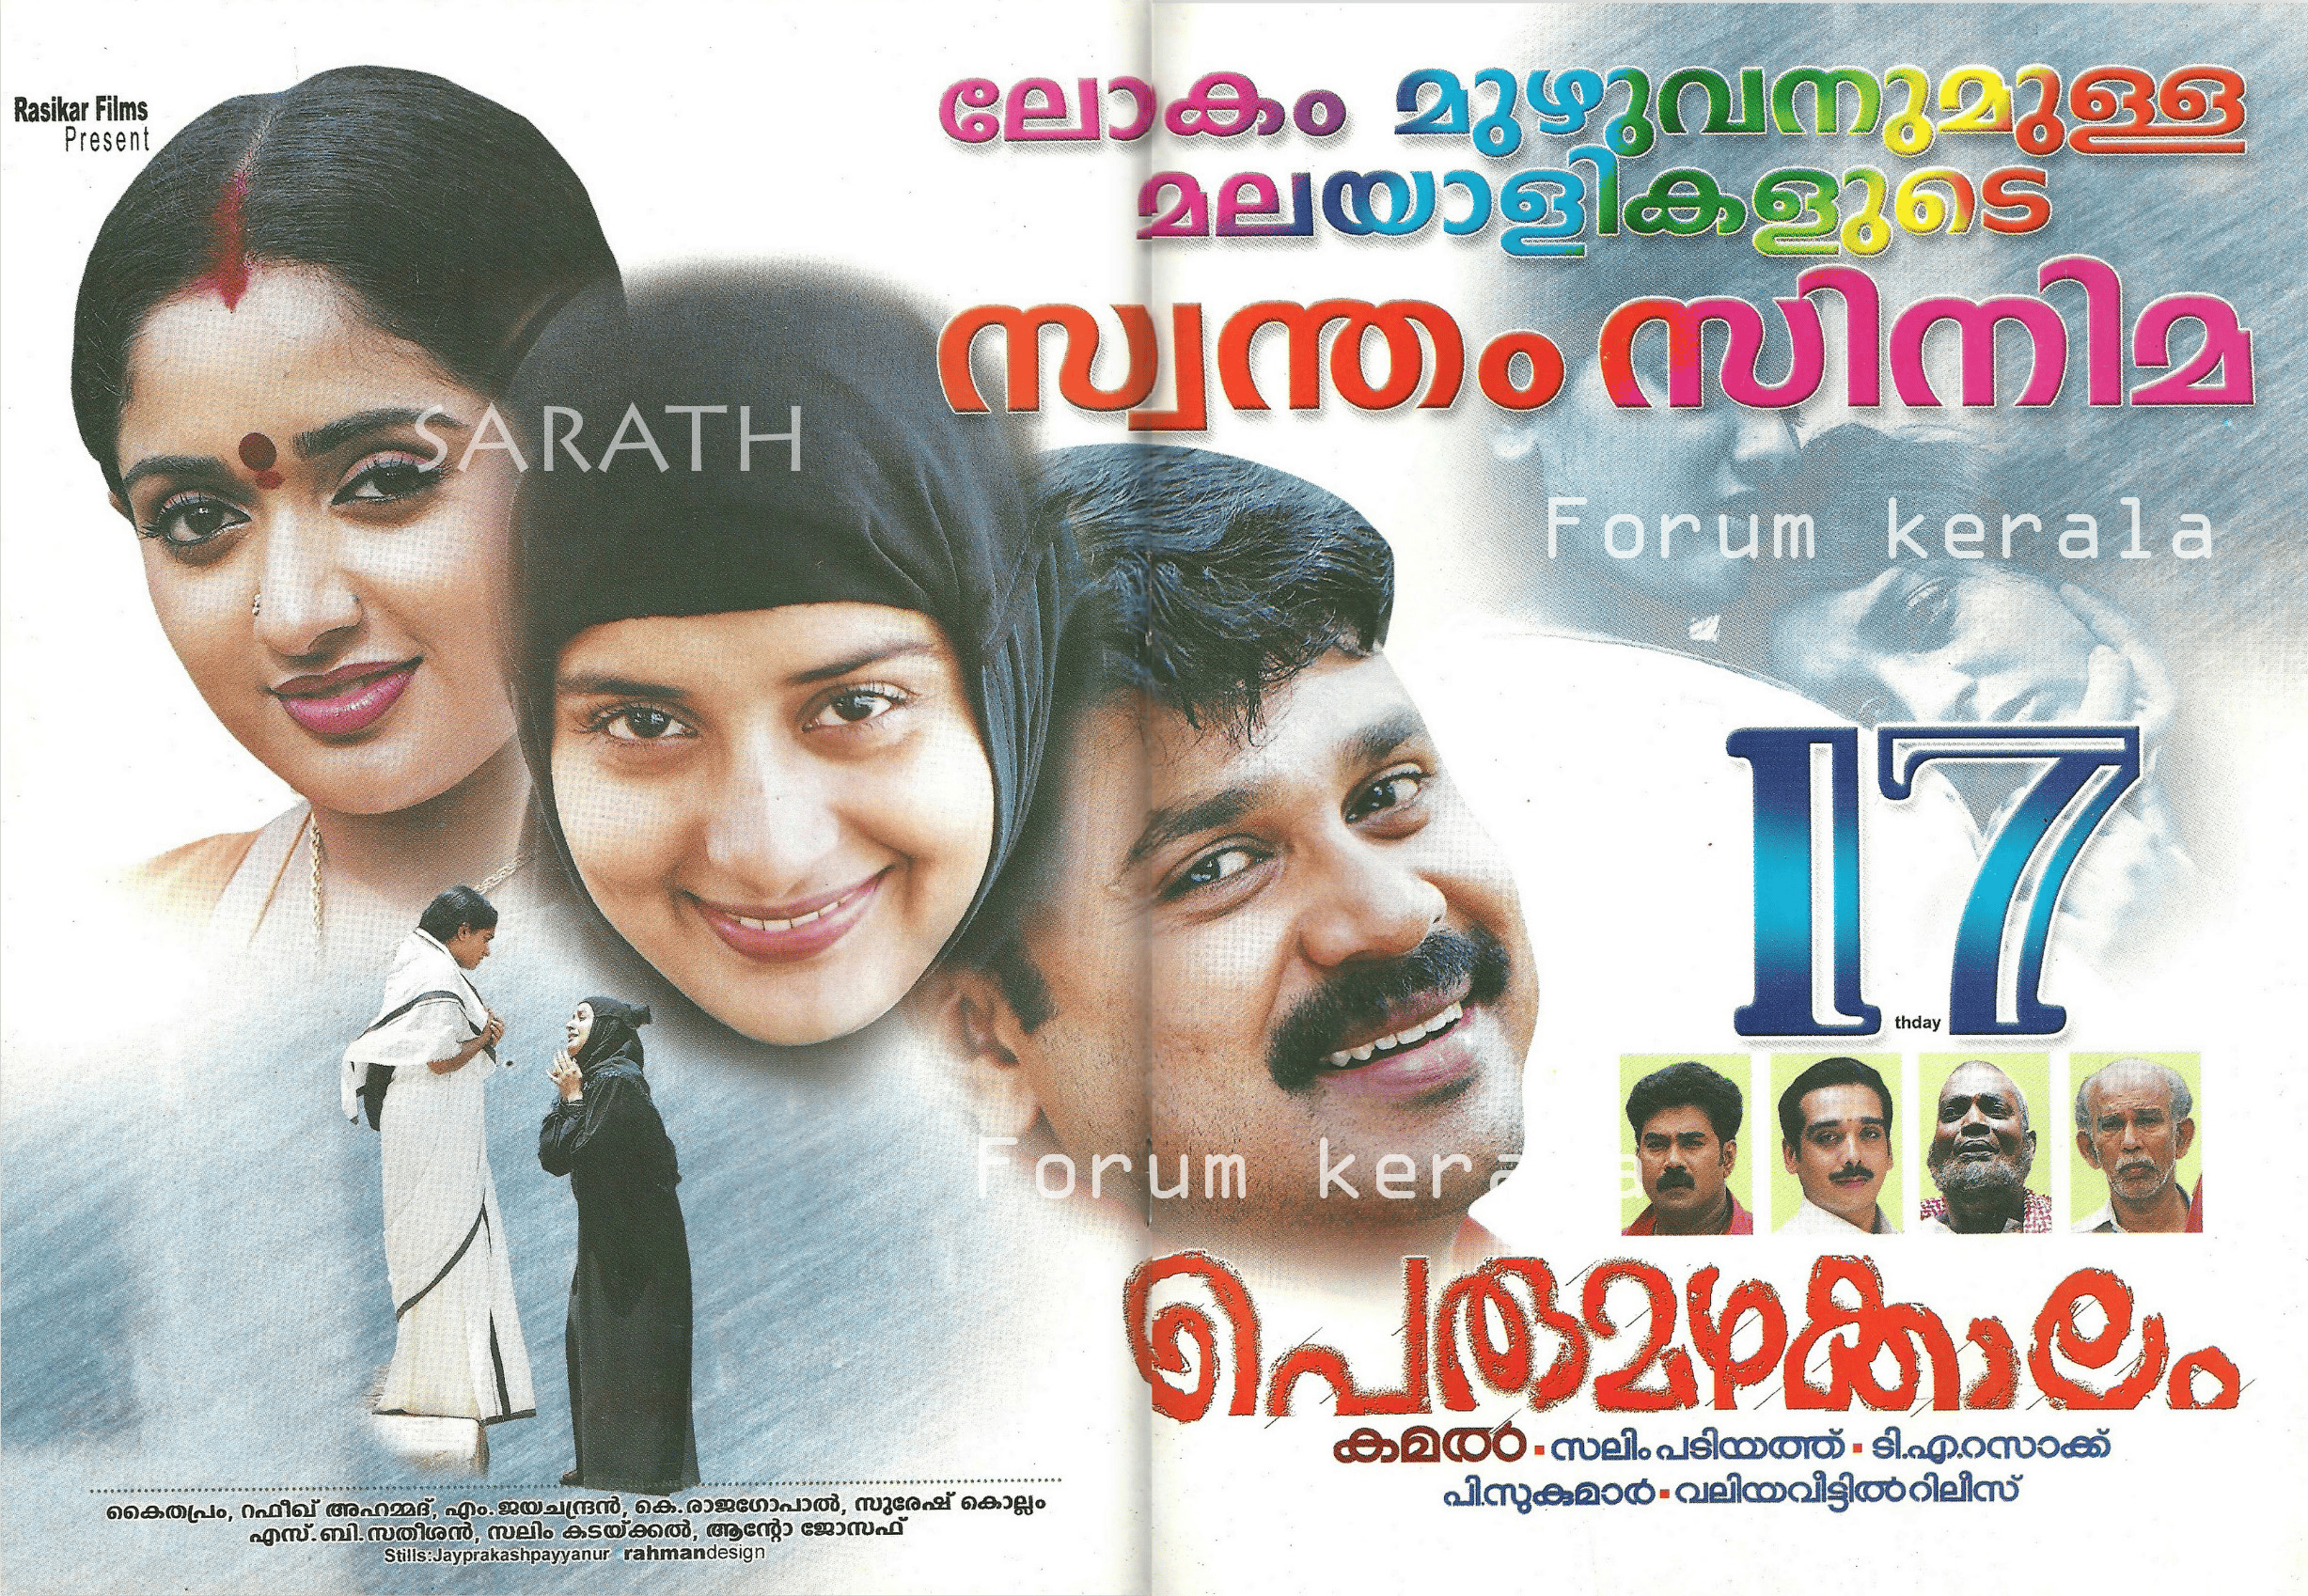 Rasikar Films
Present
ലോകം മുഴുവനുമുള്ള
മലയാളികളുടെ
സ്വന്തം സിനിമ
SARATH
Forum kerala
17
thday
Forum kerala
പെരുമഴക്കാലം
കമൽ ▪ സലിം പടിയത്ത് ▪ ടി.എ.റസാക്ക്
പി.സുകുമാർ ▪ വലിയവീട്ടിൽ റിലീസ്
കൈതപ്രം, റഫീഖ് അഹമ്മദ്, എം.ജയചന്ദ്രൻ, കെ.രാജഗോപാൽ, സുരേഷ് കൊല്ലം
എസ്.ബി.സതീശൻ, സലിം കടയ്ക്കൽ, ആന്റോ ജോസഫ്
Stills:Jayprakashpayyanur rahmandesign